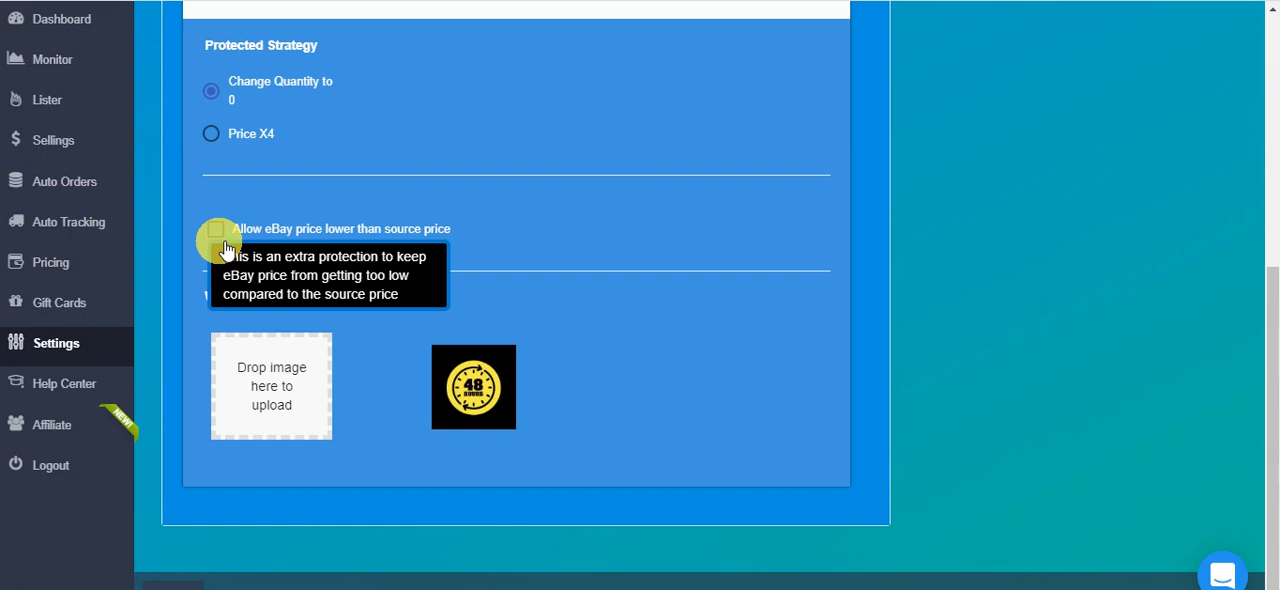 Dashboard
Monitor
Lister
Sellings
Auto Orders
Auto Tracking
Pricing
Gift Cards
Settings
Help Center
Affiliate
NEW!
Logout
Protected Strategy
Change Quantity to
0
Price X4
Allow eBay price lower than source price
This is an extra protection to keep
eBay price from getting too low
compared to the source price
Drop image
here to
upload
48
HOURS